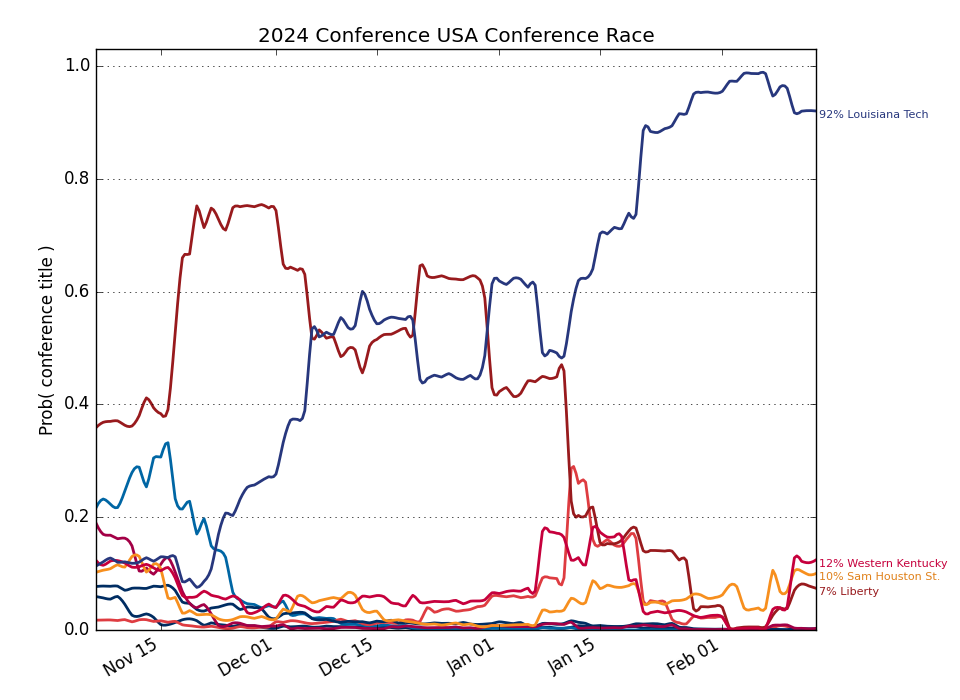 2024 Conference USA Conference Race
Prob( conference title )
1.0
0.8
0.6
0.4
0.2
0.0
Nov 15
Dec 01
Dec 15
Jan 01
Jan 15
Feb 01
92% Louisiana Tech
12% Western Kentucky
10% Sam Houston St.
7% Liberty